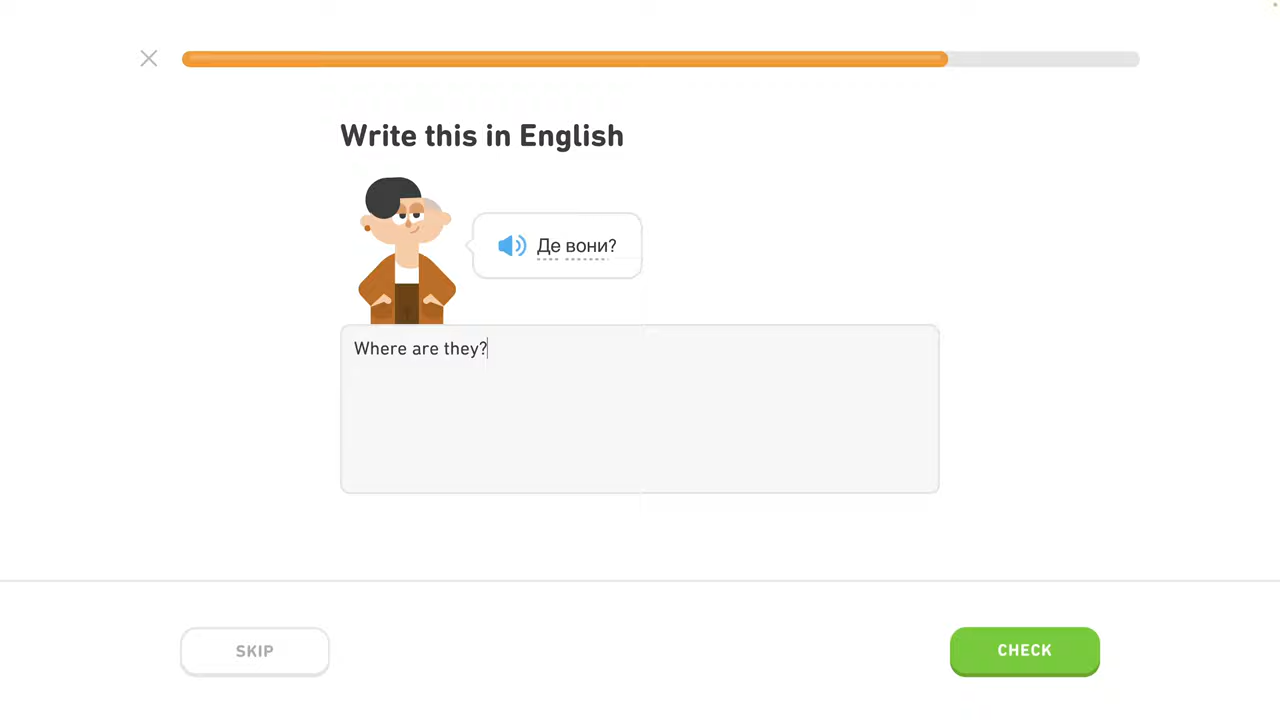 Write this in English
Де вони?
Where are they?
SKIP
CHECK